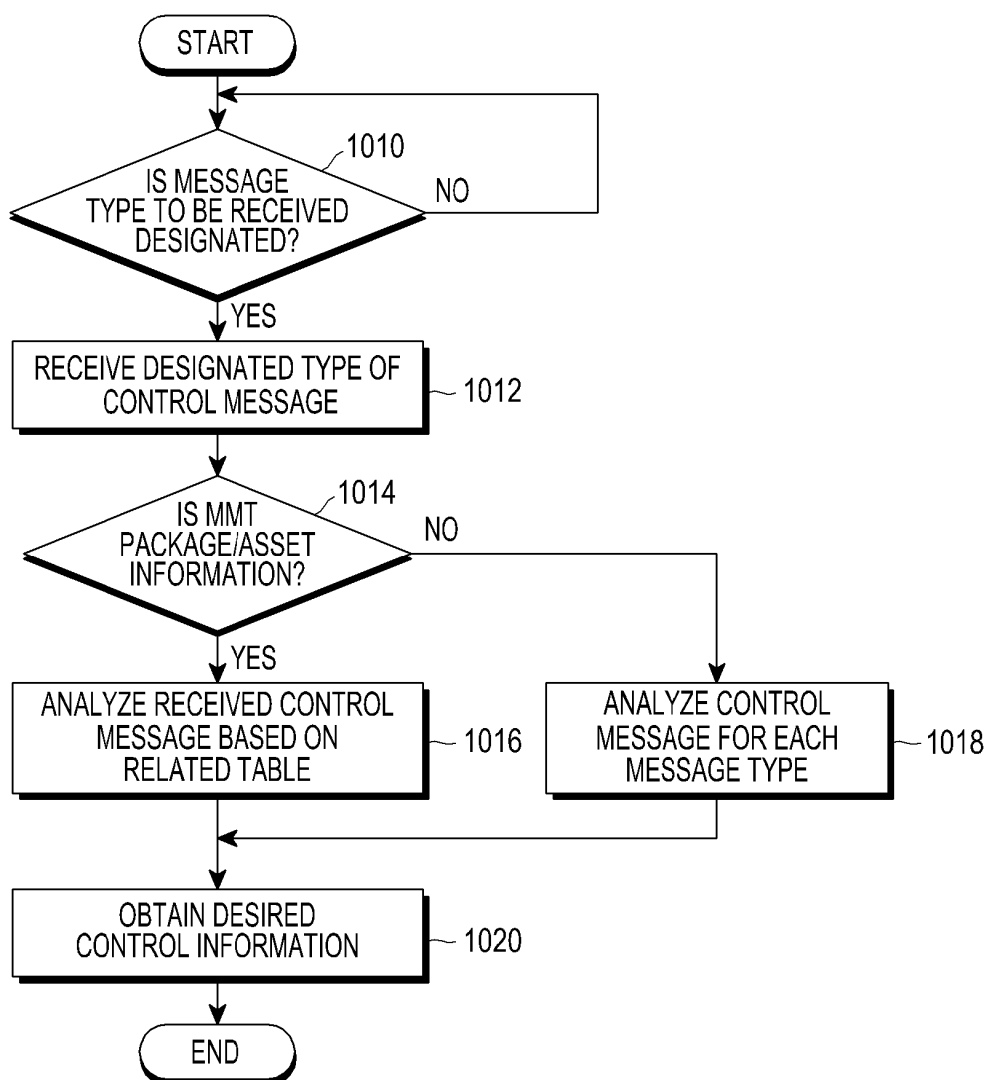 START
1010
IS MESSAGE
TYPE TO BE RECEIVED
DESIGNATED?
NO
YES
RECEIVE DESIGNATED TYPE OF
CONTROL MESSAGE
1012
1014
IS MMT
PACKAGE/ASSET
INFORMATION?
NO
YES
ANALYZE RECEIVED CONTROL
MESSAGE BASED ON
RELATED TABLE
1016
ANALYZE CONTROL
MESSAGE FOR EACH
MESSAGE TYPE
1018
OBTAIN DESIRED
CONTROL INFORMATION
1020
END